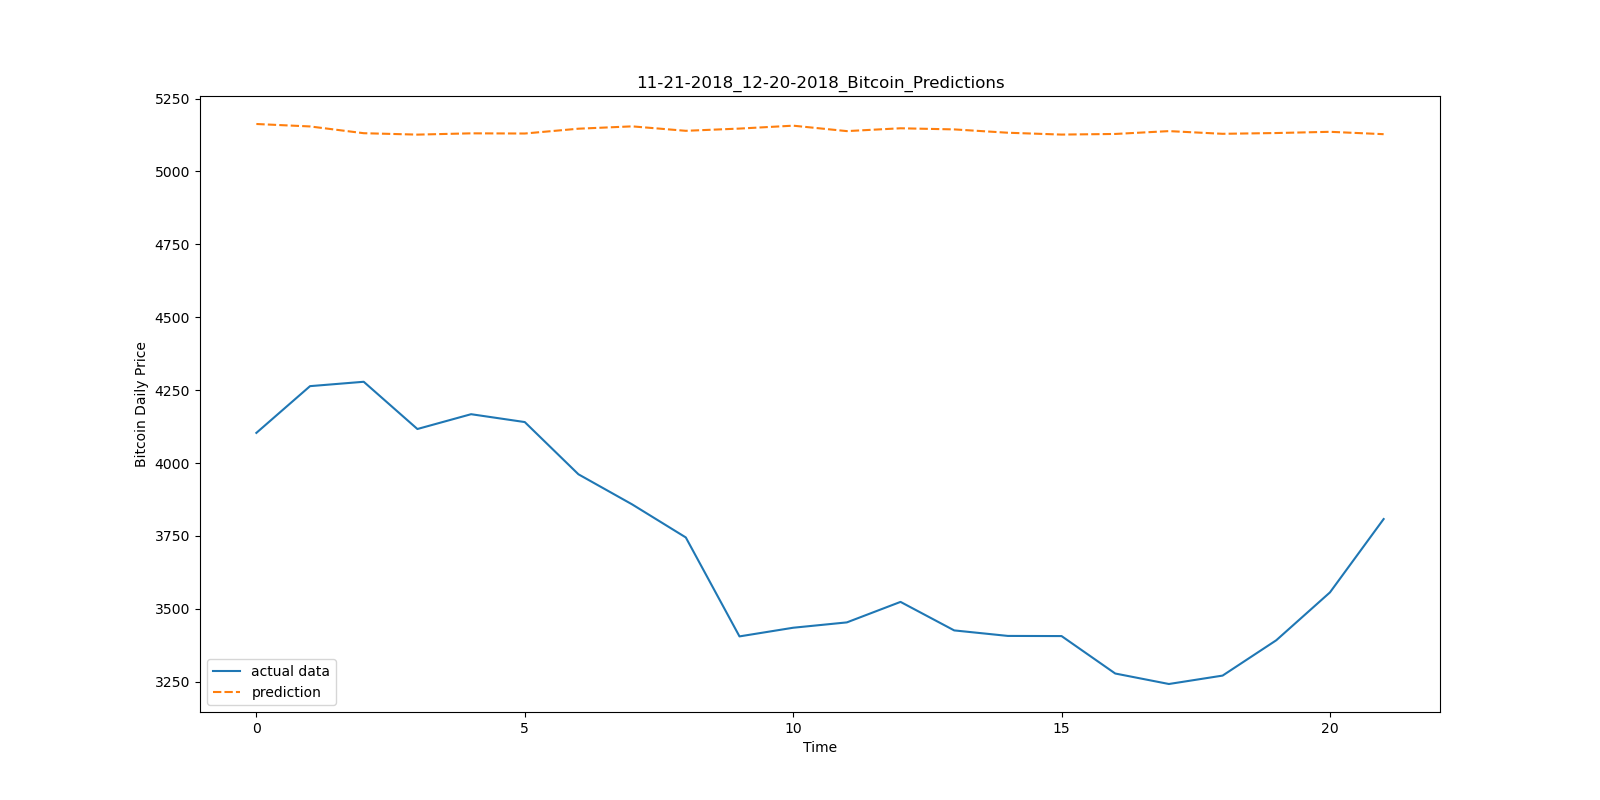 11-21-2018_12-20-2018_Bitcoin_Predictions
5250
5000
4750
4500
4250
4000
3750
3500
3250
Bitcoin Daily Price
actual data
prediction
0 5 10 15 20
Time